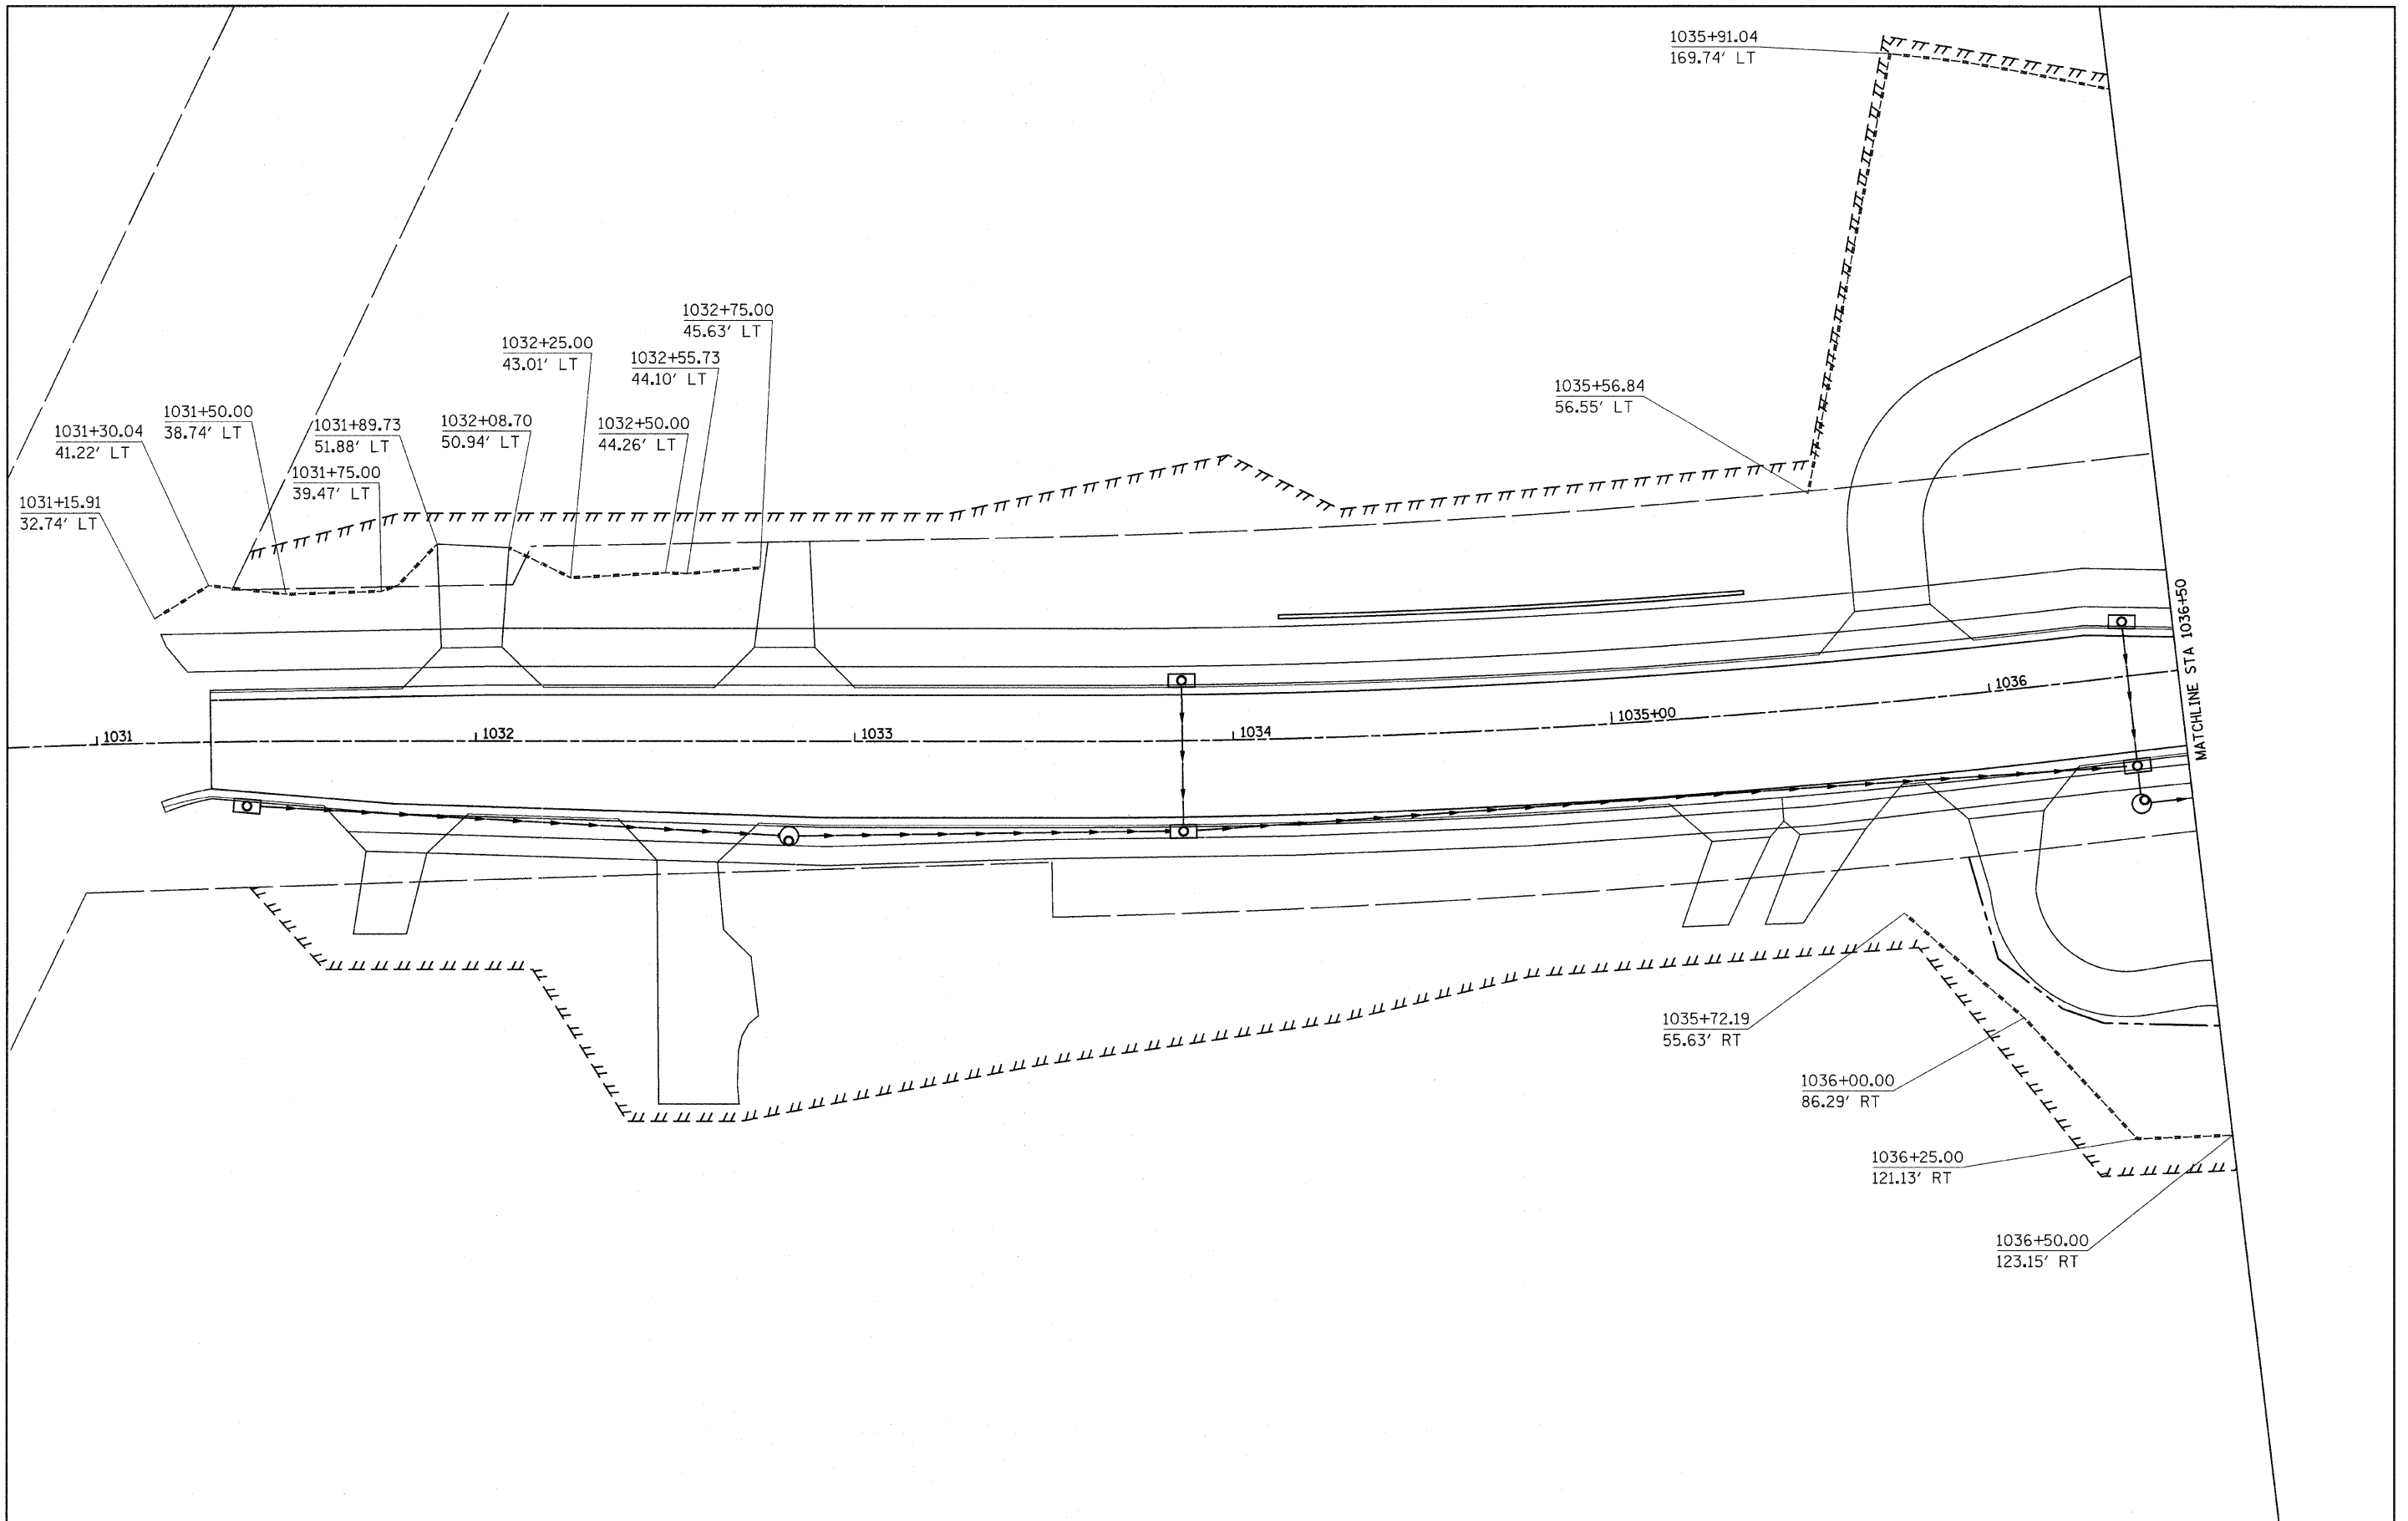 1035+91.04
169.74' LT
1032+75.00
45.63' LT
1032+25.00
43.01' LT
1032+55.73
44.10' LT
1035+56.84
56.55' LT
1031+50.00
38.74' LT
1031+30.04
41.22' LT
1031+89.73
51.88' LT
1032+08.70
50.94' LT
1032+50.00
44.26' LT
1031+75.00
39.47' LT
1031+15.91
32.74' LT
MATCHLINE STA 1036+50
1031
1032
1033
1034
1035+00
1036
1035+72.19
55.63' RT
1036+00.00
86.29' RT
1036+25.00
121.13' RT
1036+50.00
123.15' RT